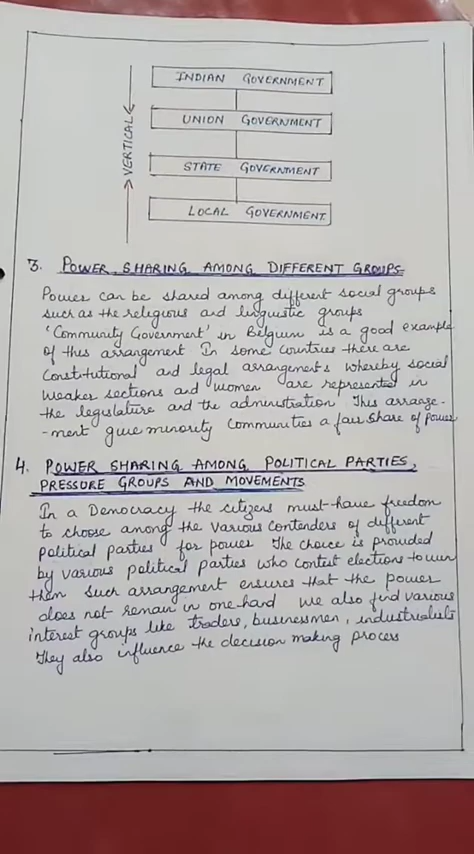 INDIAN GOVERNMENT
UNION GOVERNMENT
STATE GOVERNMENT
LOCAL GOVERNMENT
VERTICAL
3. POWER SHARING AMONG DIFFERENT GROUPS
Power can be shared among different social groups
such as the religious and linguistic groups
'Community Government' in Belgium is a good example
of this arrangement In some countries there are
Constitutional and legal arrangements whereby social
weaker sections and women are represented in
the legislature and the administration This arrange-
-ment give minority Communities a fair share of power
4. POWER SHARING AMONG POLITICAL PARTIES,
PRESSURE GROUPS AND MOVEMENTS
In a Democracy the citizens must have freedom
to choose among the various contenders of different
political parties for power The choice is provided
by various political parties who contest elections to win
them Such arrangement ensures that the power
does not remain in one hand We also find various
interest groups like traders, businessmen, industrialists
They also influence the decision making process